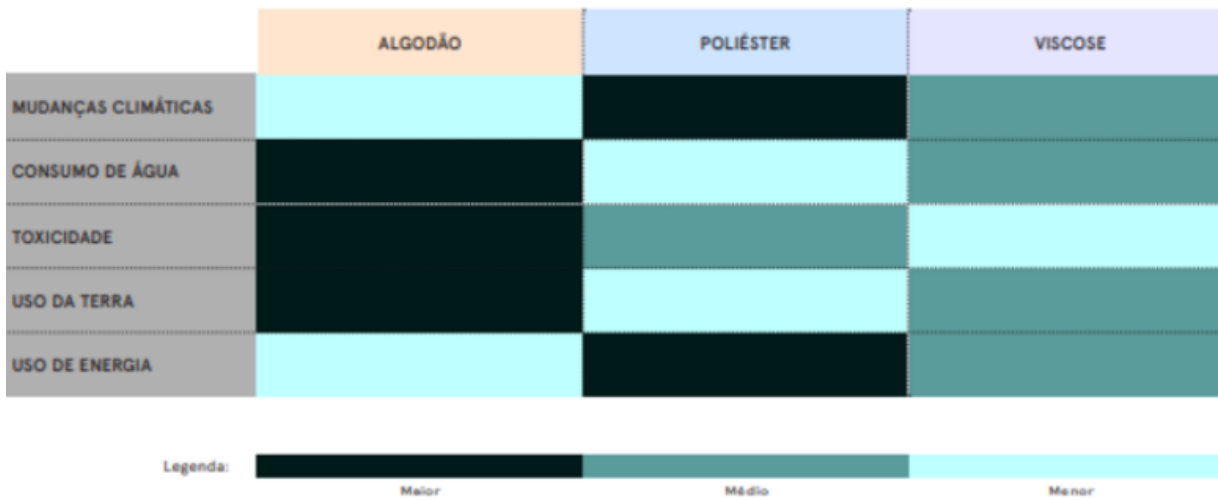 ALGODÃO POLIÉSTER VISCOSE
MUDANÇAS CLIMÁTICAS
CONSUMO DE ÁGUA
TOXICIDADE
USO DA TERRA
USO DE ENERGIA
Legenda:
Maior Médio Menor